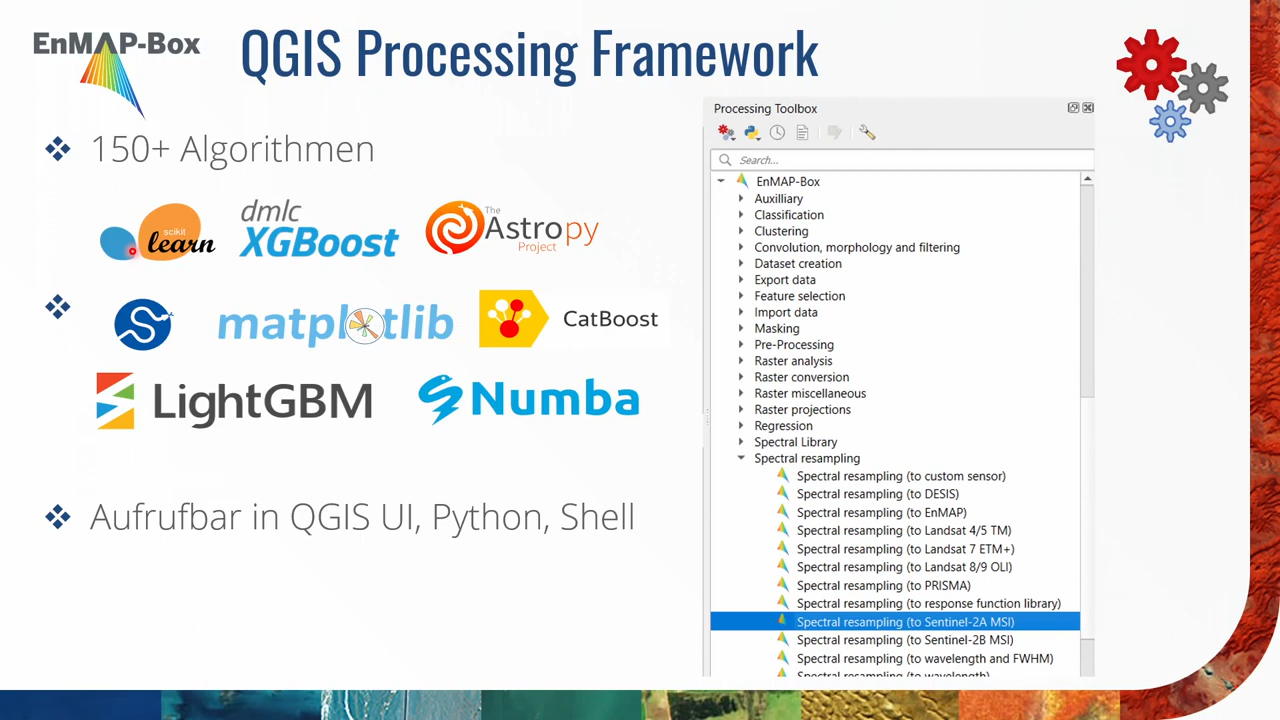 EnMAP-Box
QGIS Processing Framework
150+ Algorithmen
scikit
learn
dmlc
XGBoost
The
Astropy
Project
matplotlib
CatBoost
LightGBM
Numba
Aufrufbar in QGIS UI, Python, Shell
Processing Toolbox
Search...
EnMAP-Box
Auxilliary
Classification
Clustering
Convolution, morphology and filtering
Dataset creation
Export data
Feature selection
Import data
Masking
Pre-Processing
Raster analysis
Raster conversion
Raster miscellaneous
Raster projections
Regression
Spectral Library
Spectral resampling
Spectral resampling (to custom sensor)
Spectral resampling (to DESIS)
Spectral resampling (to EnMAP)
Spectral resampling (to Landsat 4/5 TM)
Spectral resampling (to Landsat 7 ETM+)
Spectral resampling (to Landsat 8/9 OLI)
Spectral resampling (to PRISMA)
Spectral resampling (to response function library)
Spectral resampling (to Sentinel-2A MSI)
Spectral resampling (to Sentinel-2B MSI)
Spectral resampling (to wavelength and FWHM)
Spectral resampling (to wavelength)